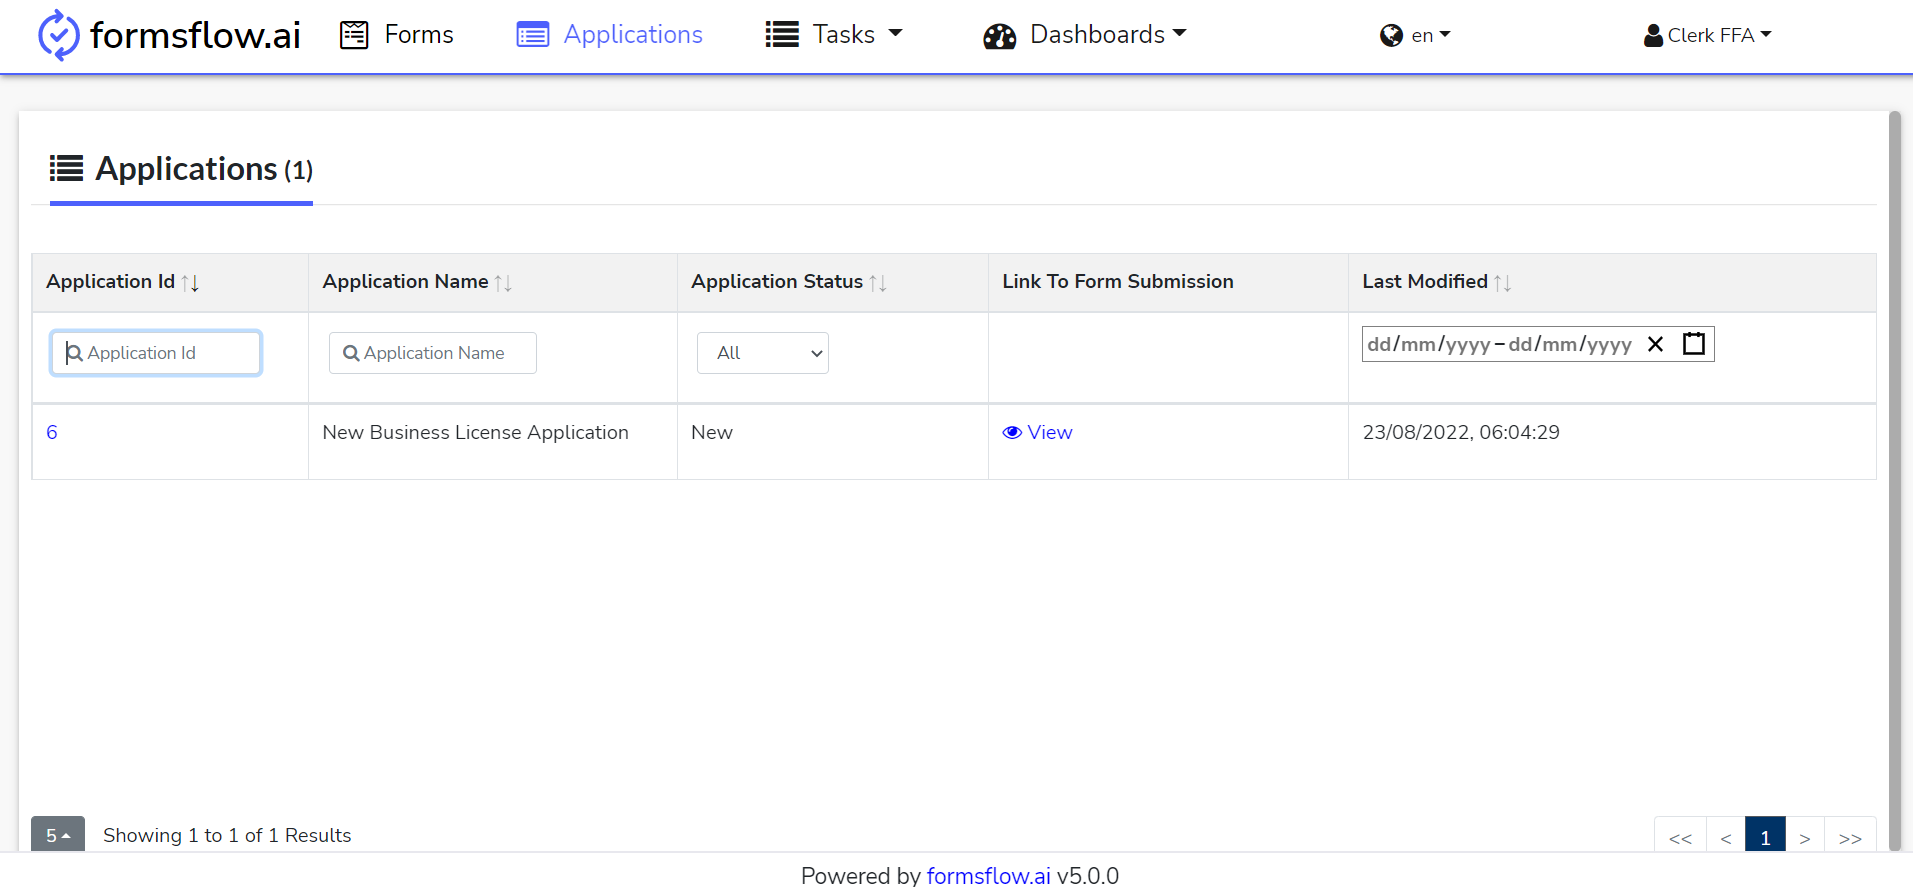 formsflow.ai Forms Applications Tasks Dashboards en Clerk FFA
Applications (1)
Application Id Application Name Application Status Link To Form Submission Last Modified
Application Id Application Name All dd/mm/yyyy – dd/mm/yyyy
6 New Business License Application New View 23/08/2022, 06:04:29
5 Showing 1 to 1 of 1 Results << < 1 > >>
Powered by formsflow.ai v5.0.0